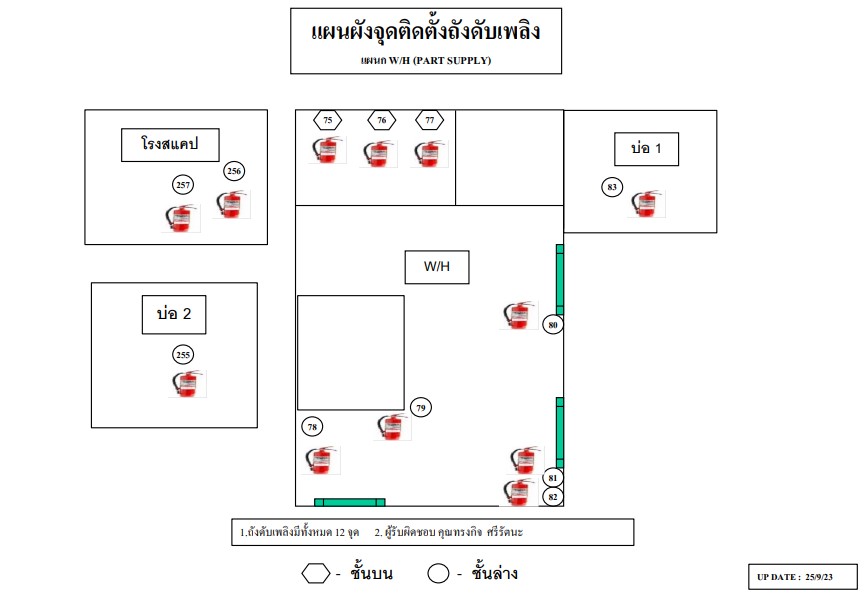 แผนผังจุดติดตั้งถังดับเพลิง
แผนก W/H (PART SUPPLY)
75
76
77
โรงสแคป
256
257
บ่อ 1
83
W/H
80
บ่อ 2
255
79
78
81
82
1.ถังดับเพลิงมีทั้งหมด 12 จุด 2. ผู้รับผิดชอบ คุณทรงกิจ ศรีรัตนะ
- ชั้นบน - ชั้นล่าง
UP DATE : 25/9/23